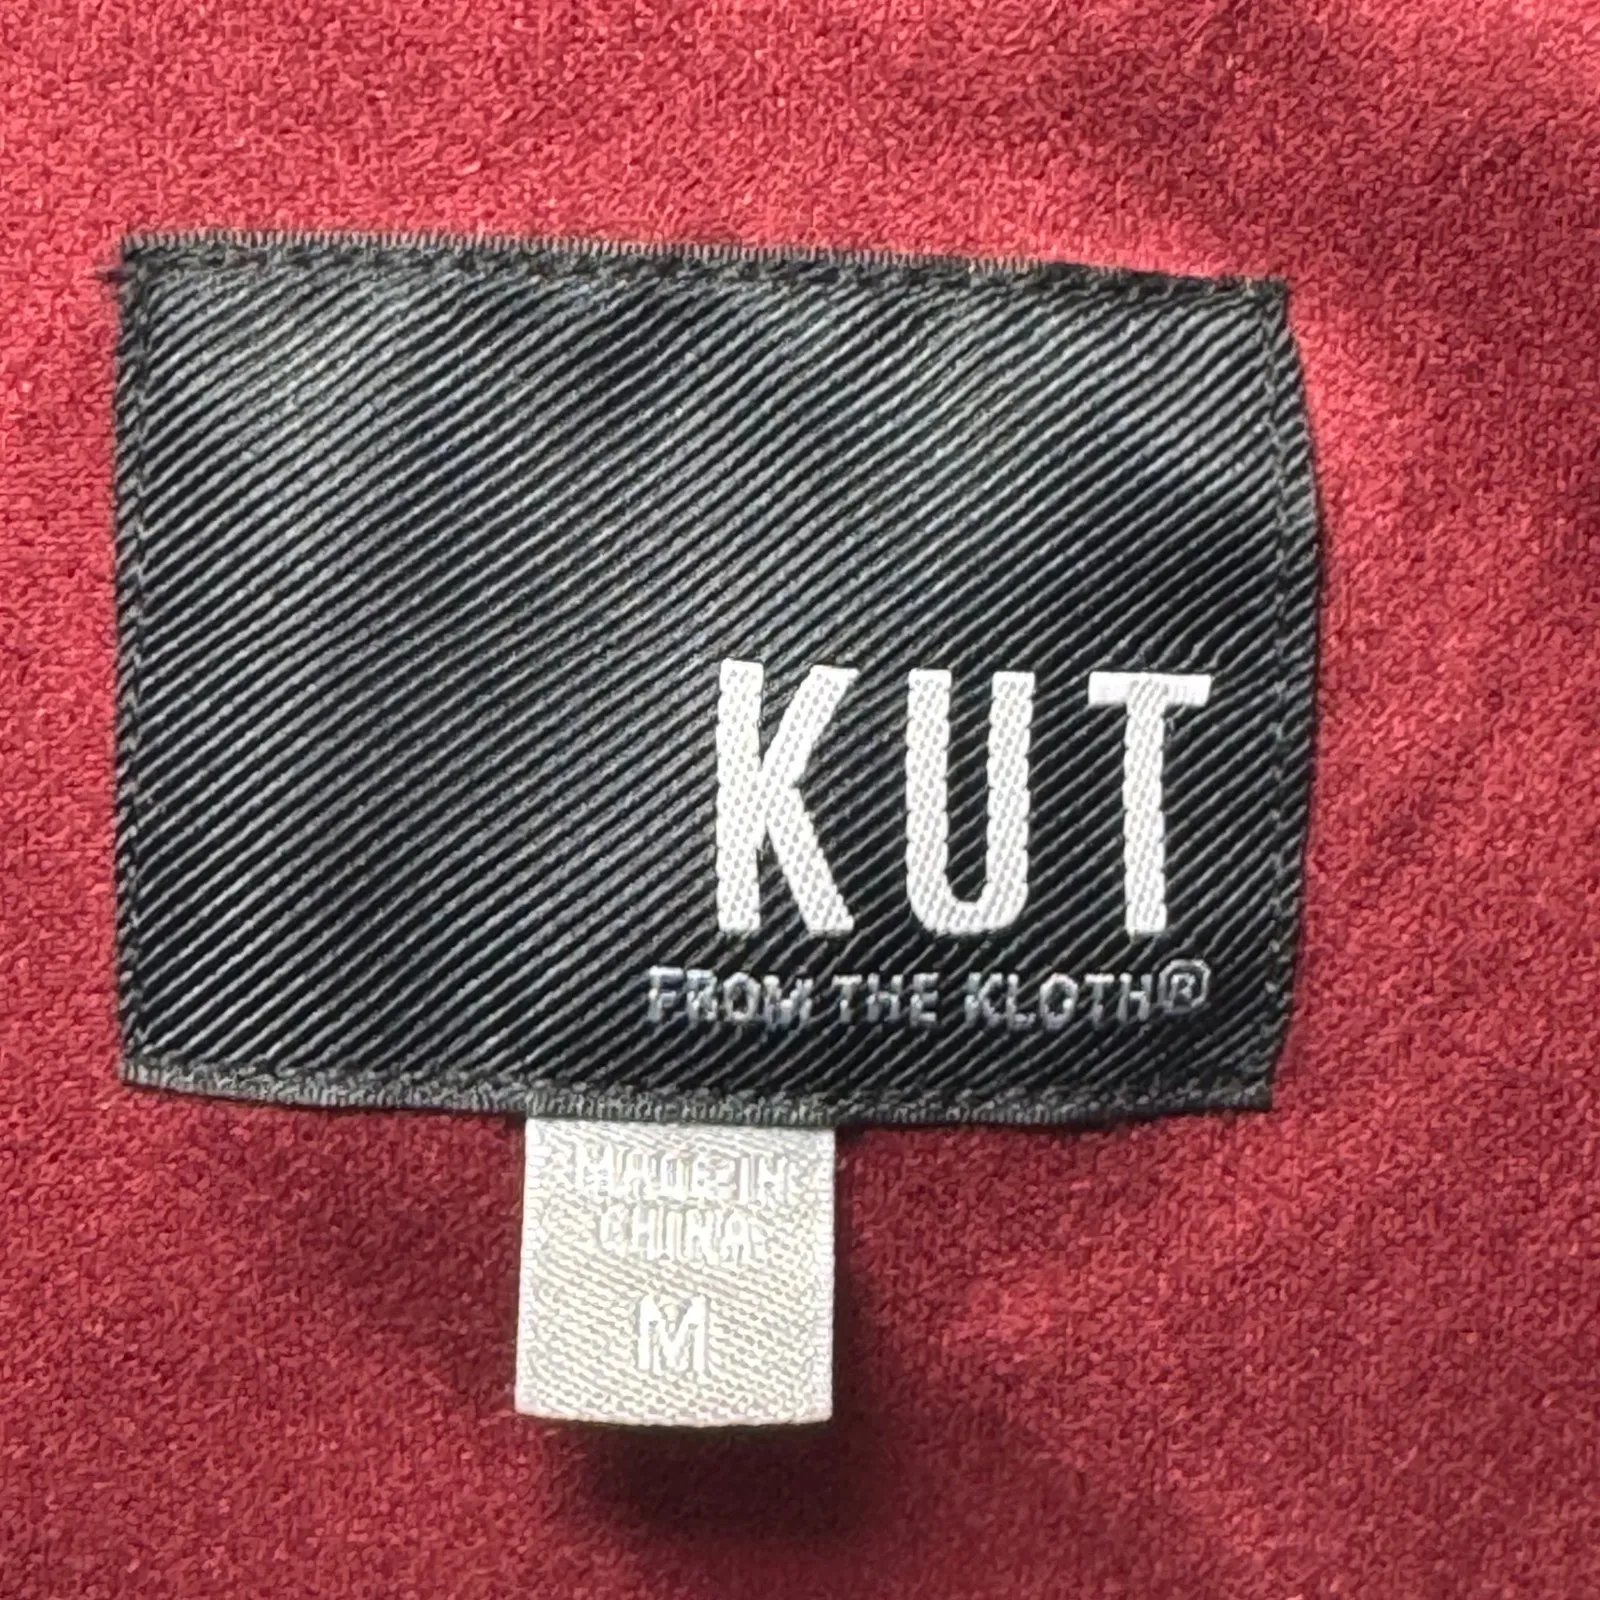 KUT
FROM THE KLOTH®
MADE IN
CHINA
M